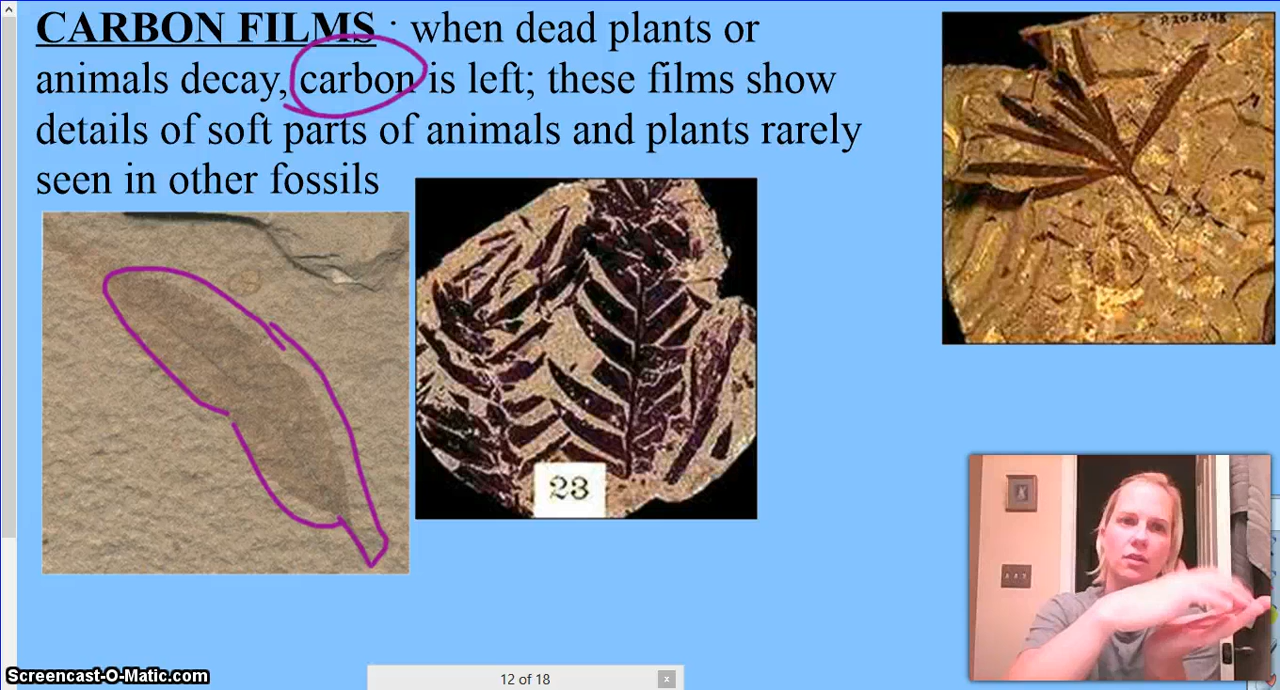 CARBON FILMS : when dead plants or
animals decay, carbon is left; these films show
details of soft parts of animals and plants rarely
seen in other fossils
23
12 of 18
x
Screencast-O-Matic.com